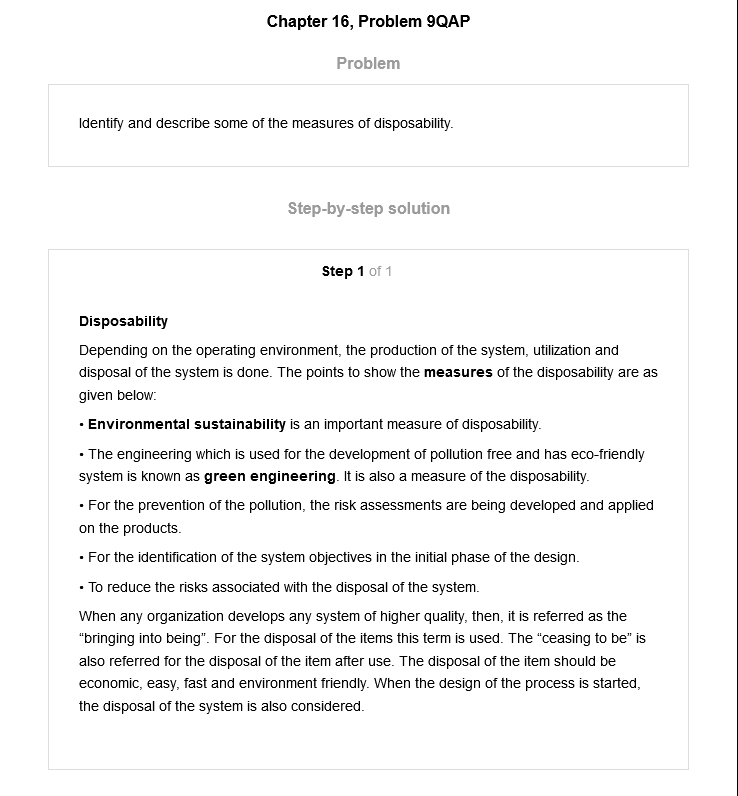 Chapter 16, Problem 9QAP
Problem
Identify and describe some of the measures of disposability.
Step-by-step solution
Step 1 of 1
Disposability
Depending on the operating environment, the production of the system, utilization and
disposal of the system is done. The points to show the measures of the disposability are as
given below:
• Environmental sustainability is an important measure of disposability.
• The engineering which is used for the development of pollution free and has eco-friendly
system is known as green engineering. It is also a measure of the disposability.
• For the prevention of the pollution, the risk assessments are being developed and applied
on the products.
• For the identification of the system objectives in the initial phase of the design.
• To reduce the risks associated with the disposal of the system.
When any organization develops any system of higher quality, then, it is referred as the
“bringing into being”. For the disposal of the items this term is used. The “ceasing to be” is
also referred for the disposal of the item after use. The disposal of the item should be
economic, easy, fast and environment friendly. When the design of the process is started,
the disposal of the system is also considered.